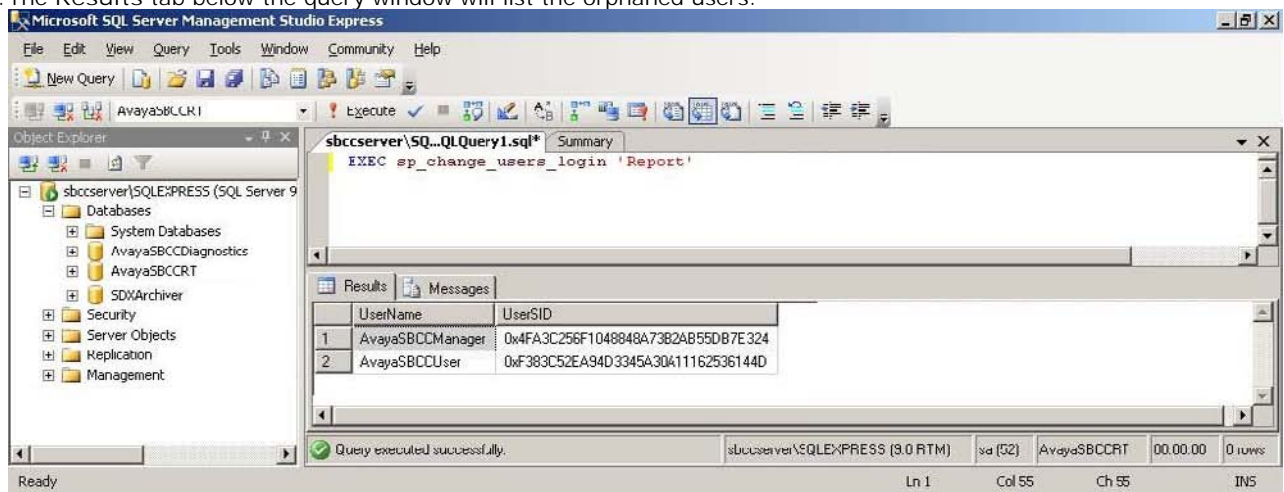 . The Results tab below the query window will list the orphaned users.
Microsoft SQL Server Management Studio Express
File Edit View Query Tools Window Community Help
New Query
AvayaSBCCRT Execute
Object Explorer
sbccserver\SQLEXPRESS (SQL Server 9
Databases
System Databases
AvayaSBCCDiagnostics
AvayaSBCCRT
SDXArchiver
Security
Server Objects
Replication
Management
sbccserver\SQ...QLQuery1.sql* Summary
EXEC sp_change_users_login 'Report'
Results Messages
UserName UserSID
1 AvayaSBCCManager 0x4FA3C256F1048848A73B2AB55DB7E324
2 AvayaSBCCUser 0xF383C52EA94D3345A30A11162536144D
Query executed successfully. sbccserver\SQLEXPRESS (9.0 RTM) sa (52) AvayaSBCCRT 00:00:00 0 rows
Ready Ln 1 Col 55 Ch 55 INS